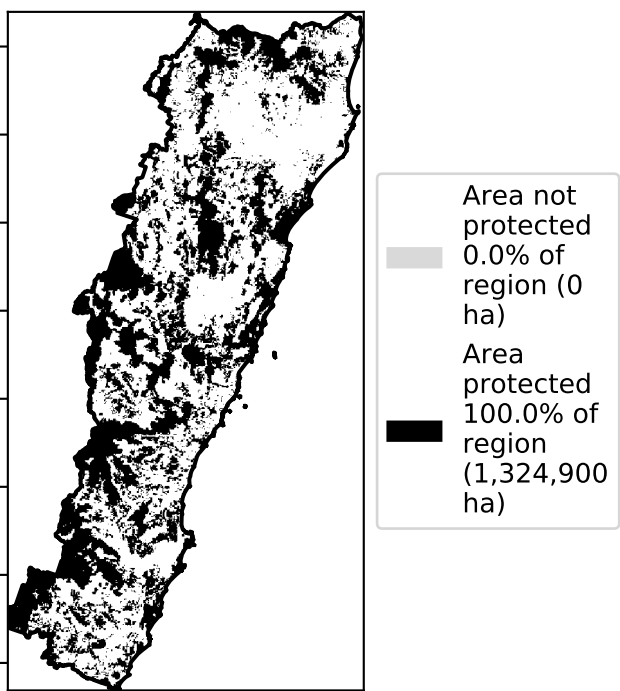 Area not
protected
0.0% of
region (0
ha)
Area
protected
100.0% of
region
(1,324,900
ha)